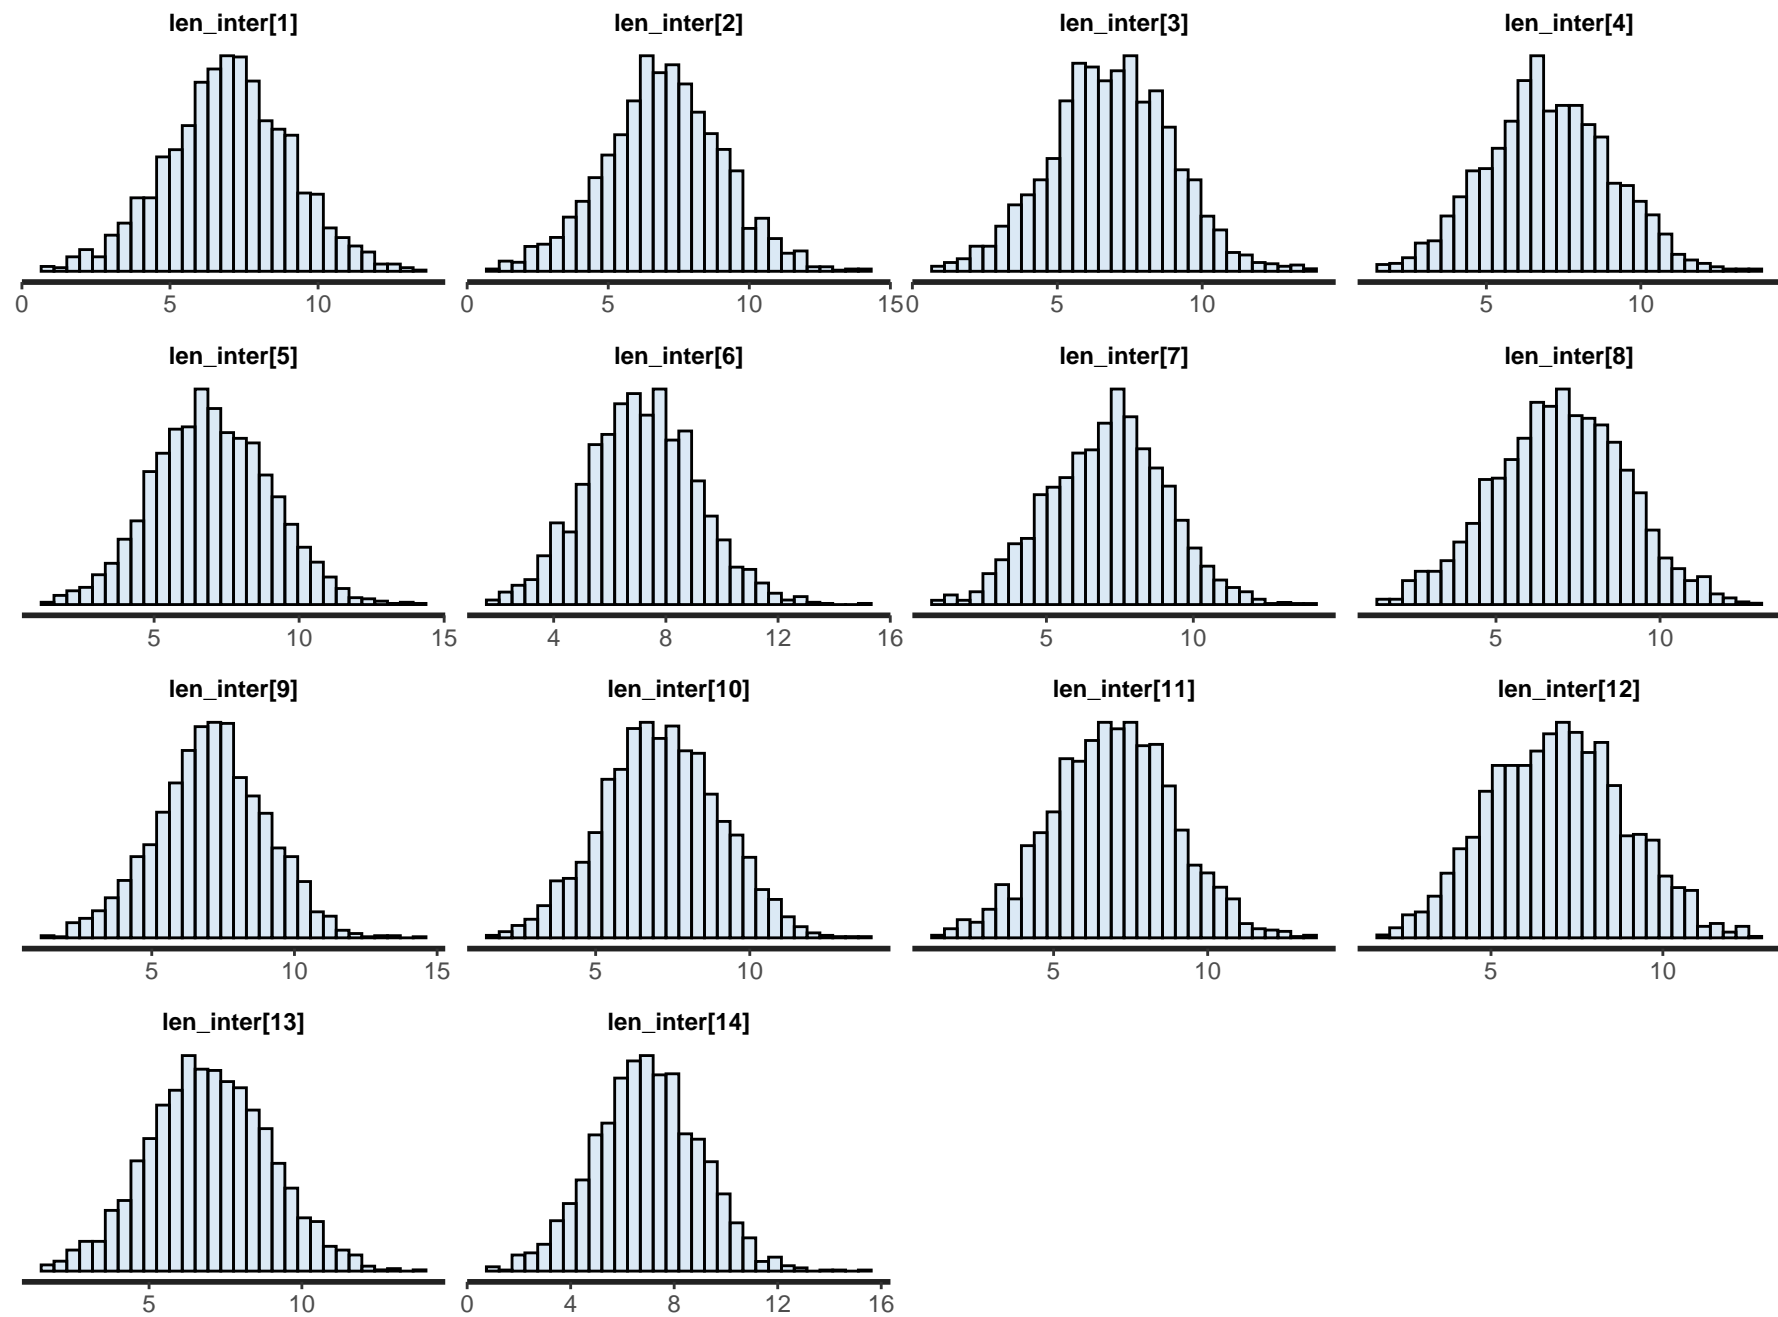 len_inter[1] len_inter[2] len_inter[3] len_inter[4]
0 5 10 0 5 10 15 0 5 10 5 10
len_inter[5] len_inter[6] len_inter[7] len_inter[8]
5 10 15 4 8 12 16 5 10 5 10
len_inter[9] len_inter[10] len_inter[11] len_inter[12]
5 10 15 5 10 5 10 5 10
len_inter[13] len_inter[14]
5 10 0 4 8 12 16